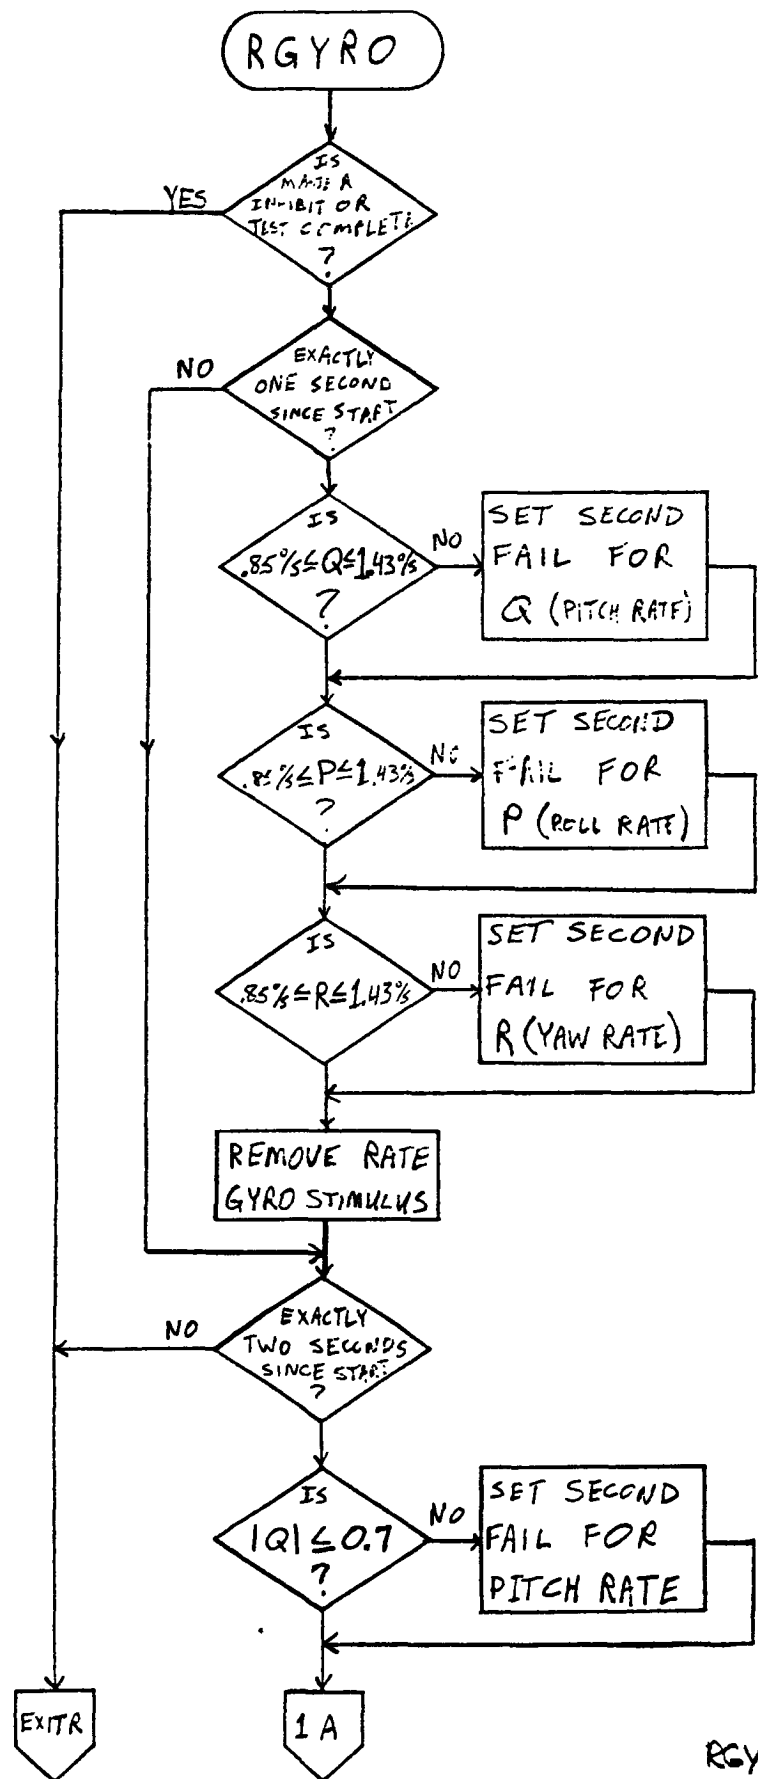 RGYRO
IS
INHIBIT OR
TEST COMPLETE
?
YES
EXACTLY
ONE SECOND
SINCE START
?
NO
IS
.85°/s≤Q≤1.43°/s
?
NO
SET SECOND
FAIL FOR
Q (PITCH RATE)
IS
.85°/s≤P≤1.43°/s
?
NO
SET SECOND
FAIL FOR
P (ROLL RATE)
IS
.85°/s≤R≤1.43°/s
NO
SET SECOND
FAIL FOR
R (YAW RATE)
REMOVE RATE
GYRO STIMULUS
EXACTLY
TWO SECONDS
SINCE START
?
NO
IS
|Q|≤0.7
?
NO
SET SECOND
FAIL FOR
PITCH RATE
EXITR
1A
RGY